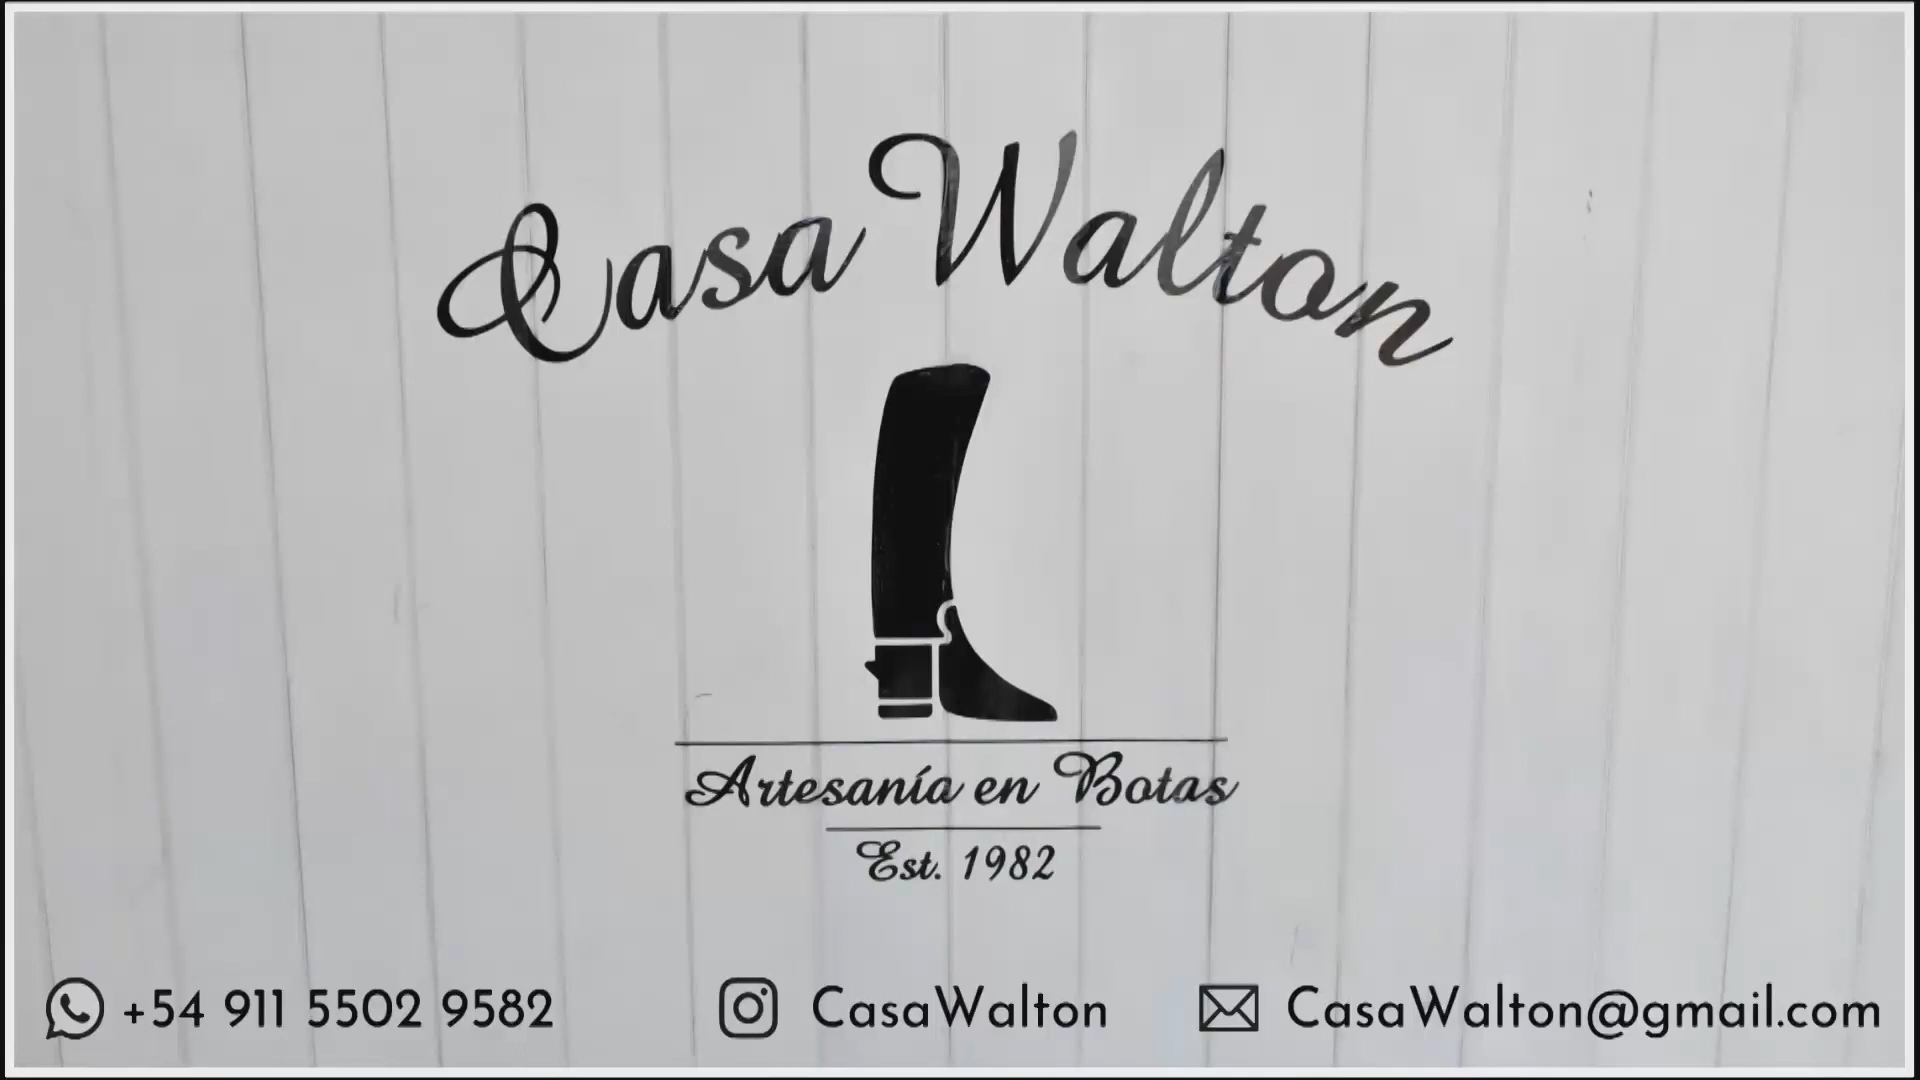 Casa Walton
Artesanía en Botas
Est. 1982
+54 911 5502 9582
CasaWalton
CasaWalton@gmail.com